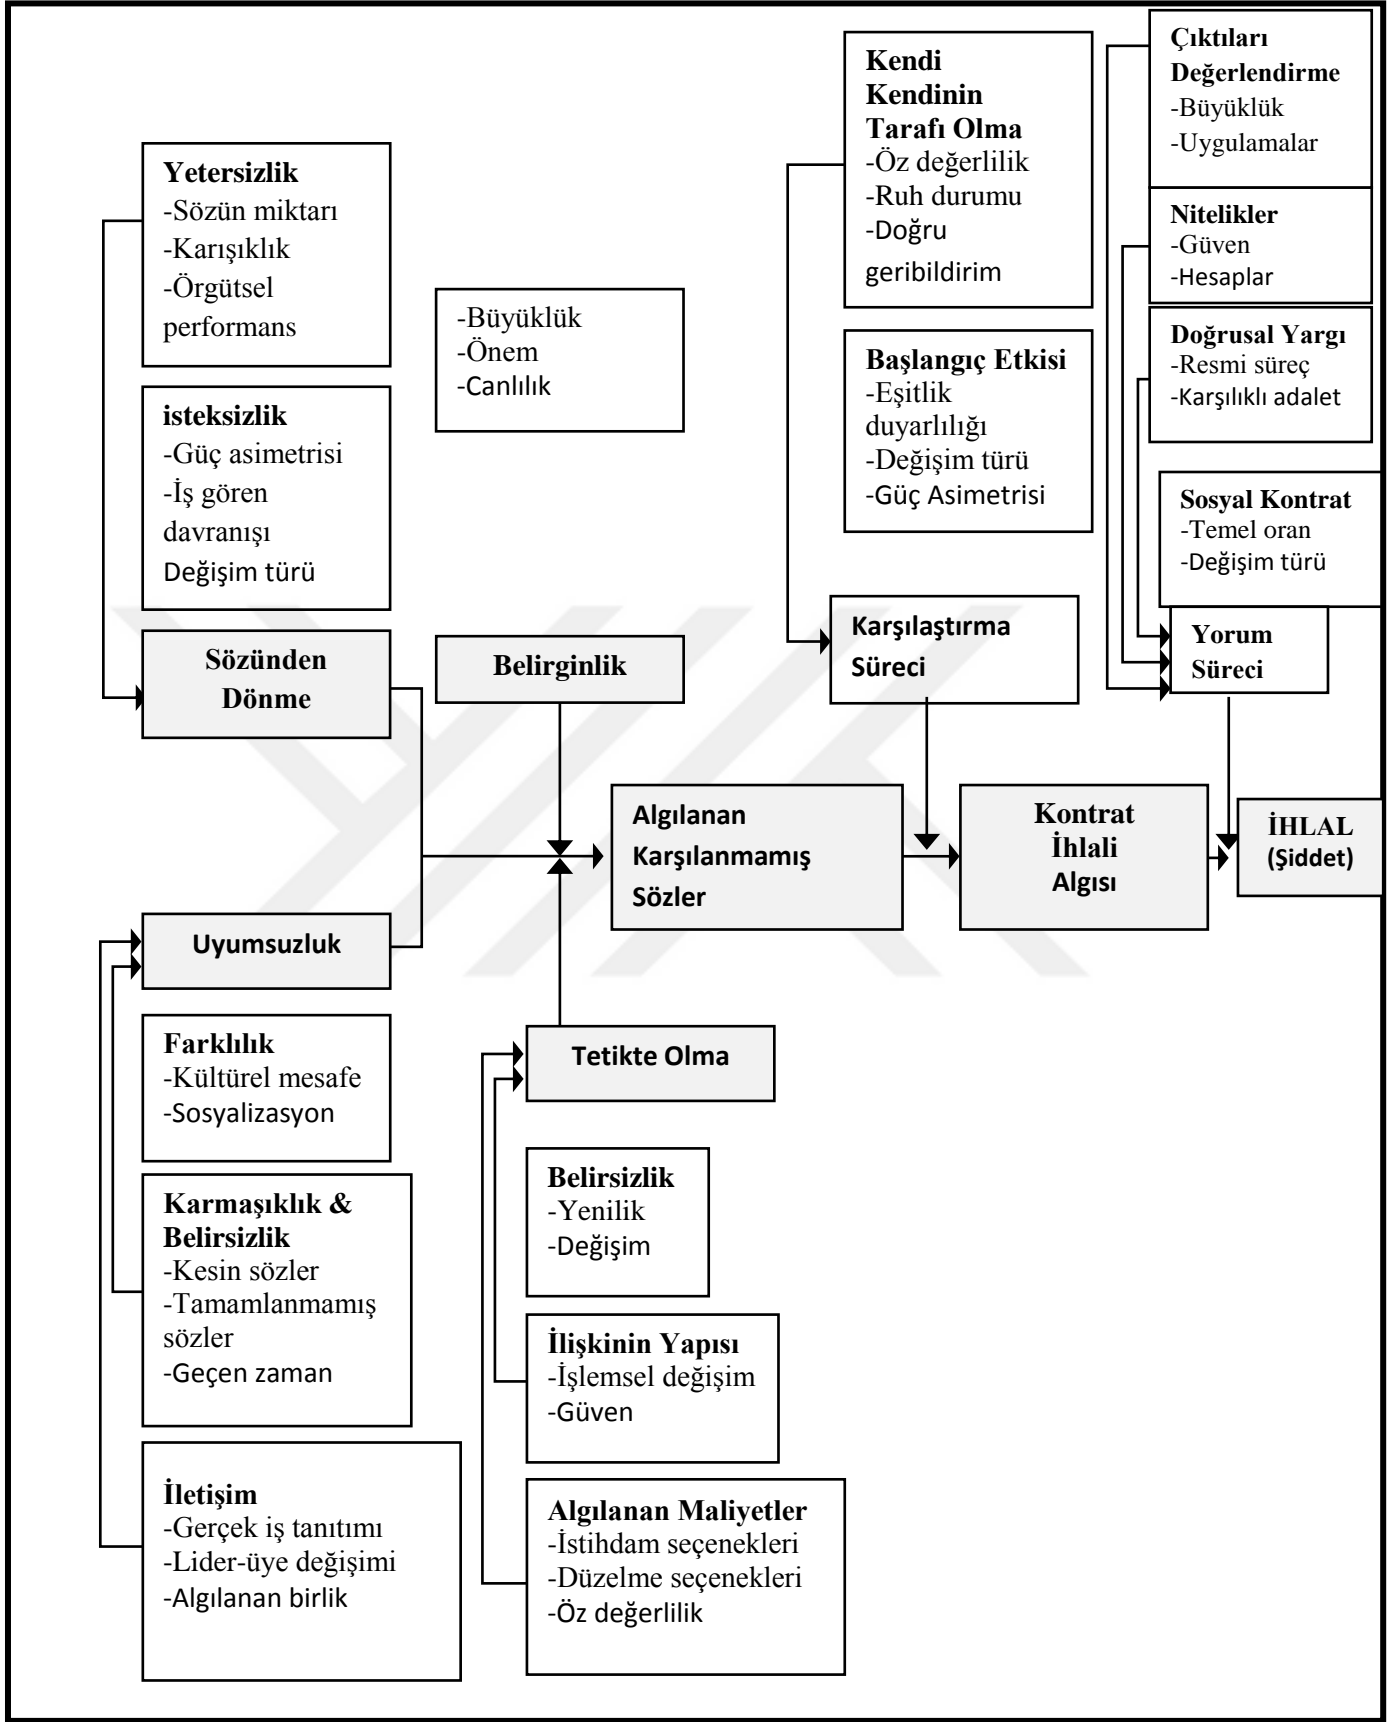 Yetersizlik
-Sözün miktarı
-Karışıklık
-Örgütsel
performans
isteksizlik
-Güç asimetrisi
-İş gören
davranışı
Değişim türü
Sözünden
Dönme
Uyumsuzluk
Farklılık
-Kültürel mesafe
-Sosyalizasyon
Karmaşıklık &
Belirsizlik
-Kesin sözler
-Tamamlanmamış
sözler
-Geçen zaman
İletişim
-Gerçek iş tanıtımı
-Lider-üye değişimi
-Algılanan birlik
-Büyüklük
-Önem
-Canlılık
Belirginlik
Algılanan
Karşılanmamış
Sözler
Tetikte Olma
Belirsizlik
-Yenilik
-Değişim
İlişkinin Yapısı
-İşlemsel değişim
-Güven
Algılanan Maliyetler
-İstihdam seçenekleri
-Düzelme seçenekleri
-Öz değerlilik
Kendi
Kendinin
Tarafı Olma
-Öz değerlilik
-Ruh durumu
-Doğru
geribildirim
Başlangıç Etkisi
-Eşitlik
duyarlılığı
-Değişim türü
-Güç Asimetrisi
Karşılaştırma
Süreci
Kontrat
İhlali
Algısı
Çıktıları
Değerlendirme
-Büyüklük
-Uygulamalar
Nitelikler
-Güven
-Hesaplar
Doğrusal Yargı
-Resmi süreç
-Karşılıklı adalet
Sosyal Kontrat
-Temel oran
-Değişim türü
Yorum
Süreci
İHLAL
(Şiddet)